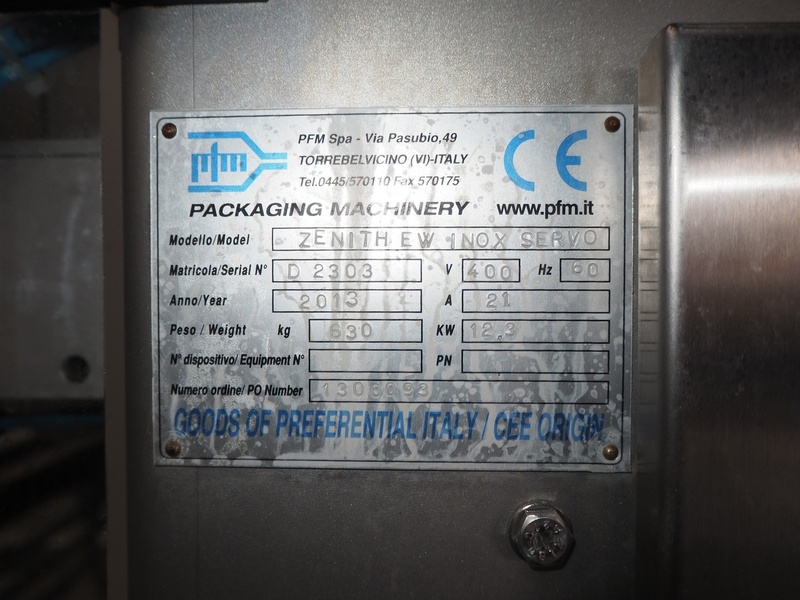 pfm
PFM Spa - Via Pasubio,49
TORREBELVICINO (VI)-ITALY
Tel.0445/570110 Fax 570175
CE
PACKAGING MACHINERY www.pfm.it
Modello/Model ZENITH EW INOX SERVO
Matricola/Serial N° D 2303 V 400 Hz 60
Anno/Year 2013 A 21
Peso / Weight kg 630 KW 12.3
N° dispositivo/ Equipment N° PN
Numero ordine/ PO Number
GOODS OF PREFERENTIAL ITALY / CEE ORIGIN